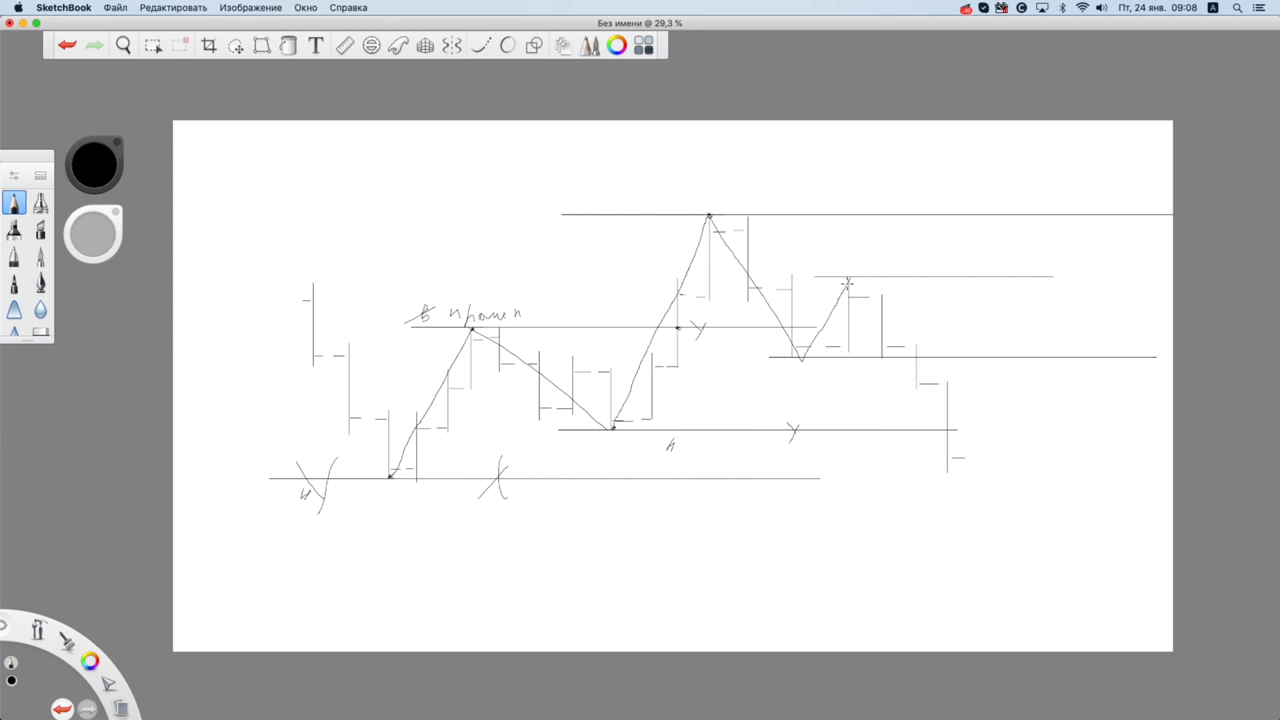 SketchBook Файл Редактировать Изображение Окно Справка Пт, 24 янв. 09:08 A
Без имени @ 29,3 %
T
В
У
У
н